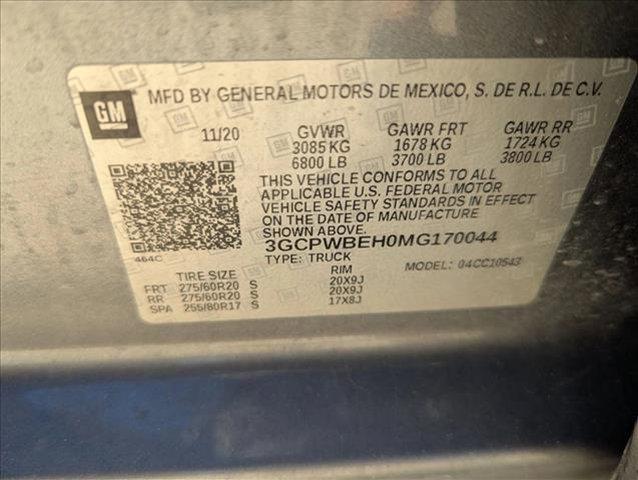 GM
MFD BY GENERAL MOTORS DE MEXICO, S. DE R.L. DE C.V.
11/20 GVWR GAWR FRT GAWR RR
3085 KG 1678 KG 1724 KG
6800 LB 3700 LB 3800 LB
THIS VEHICLE CONFORMS TO ALL
APPLICABLE U.S. FEDERAL MOTOR
VEHICLE SAFETY STANDARDS IN EFFECT
ON THE DATE OF MANUFACTURE
SHOWN ABOVE.
464C
3GCPWBEH0MG170044
TYPE: TRUCK MODEL: 04CC10543
TIRE SIZE RIM
FRT 275/60R20 S 20X9J
RR 275/60R20 S 20X9J
SPA 255/80R17 S 17X8J